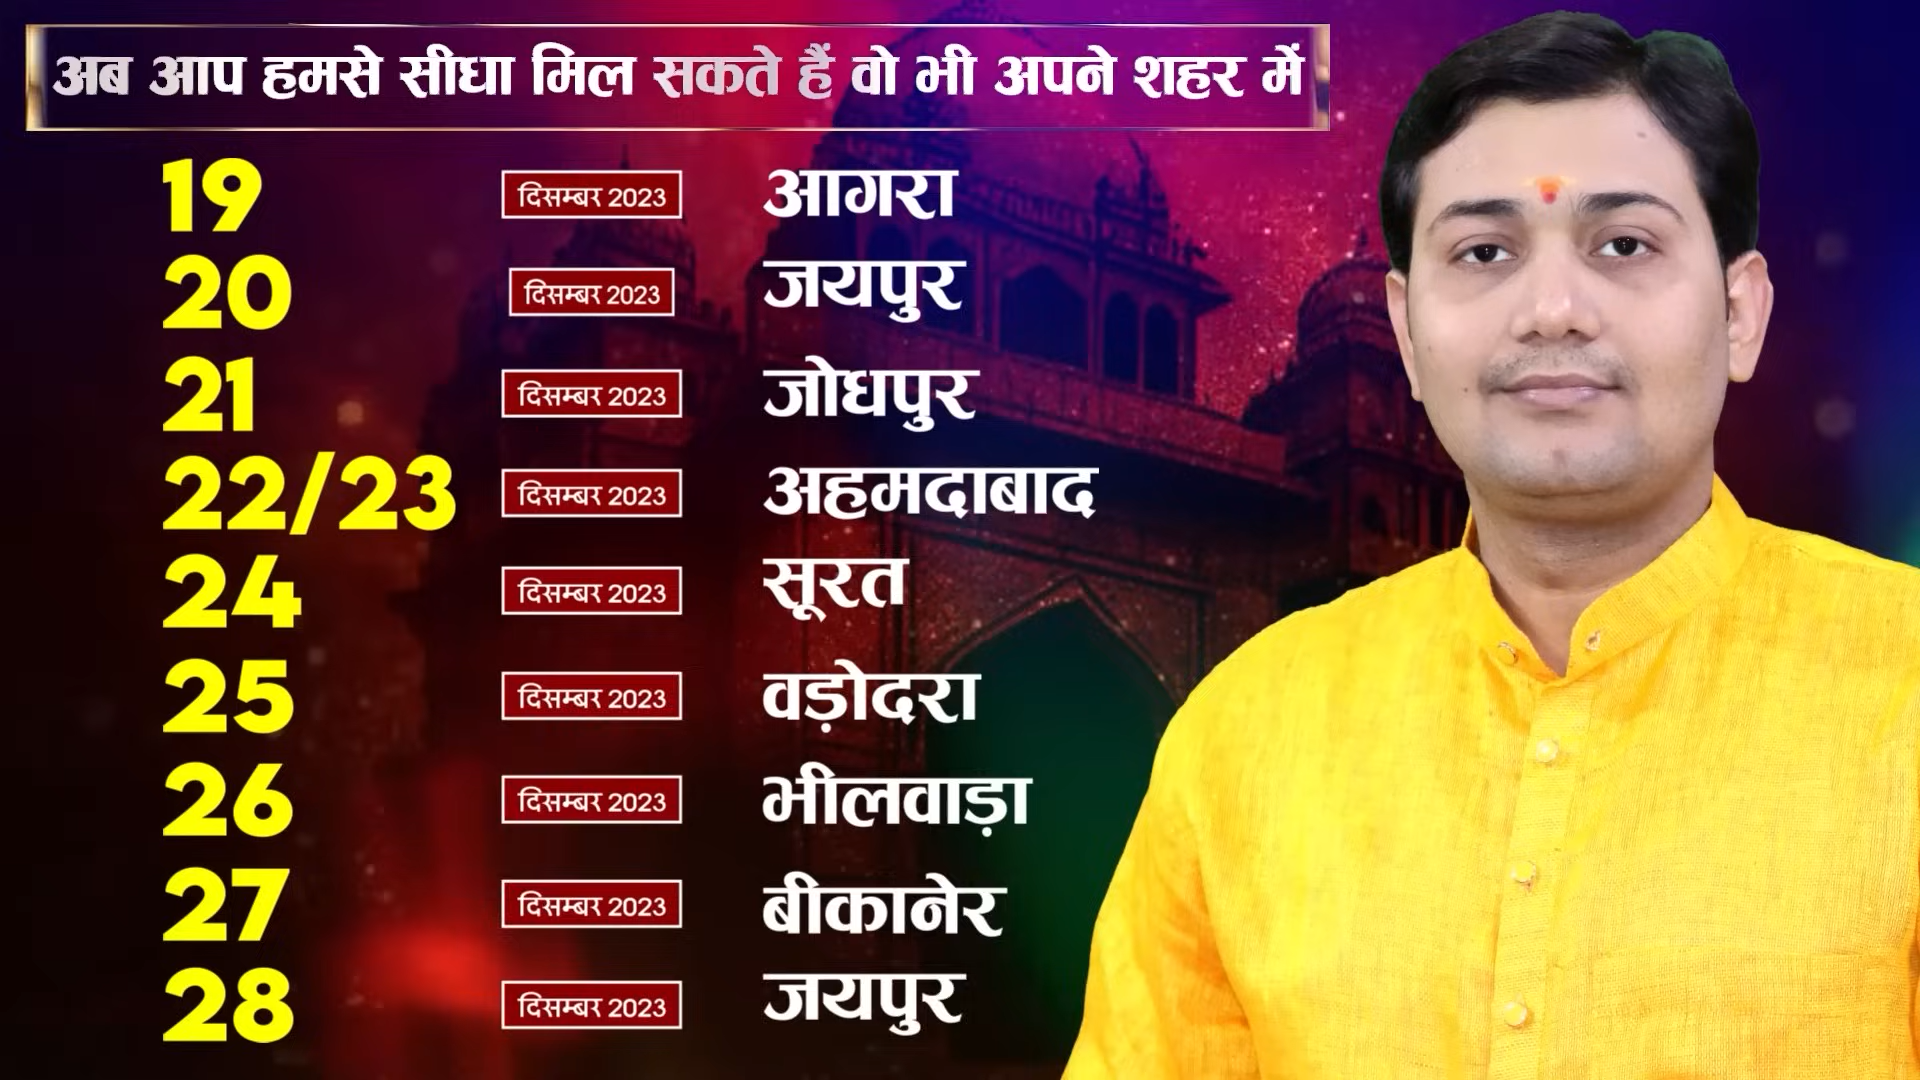 अब आप हमसे सीधा मिल सकते हैं वो भी अपने शहर में
19 दिसम्बर 2023 आगरा
20 दिसम्बर 2023 जयपुर
21 दिसम्बर 2023 जोधपुर
22/23 दिसम्बर 2023 अहमदाबाद
24 दिसम्बर 2023 सूरत
25 दिसम्बर 2023 वड़ोदरा
26 दिसम्बर 2023 भीलवाड़ा
27 दिसम्बर 2023 बीकानेर
28 दिसम्बर 2023 जयपुर